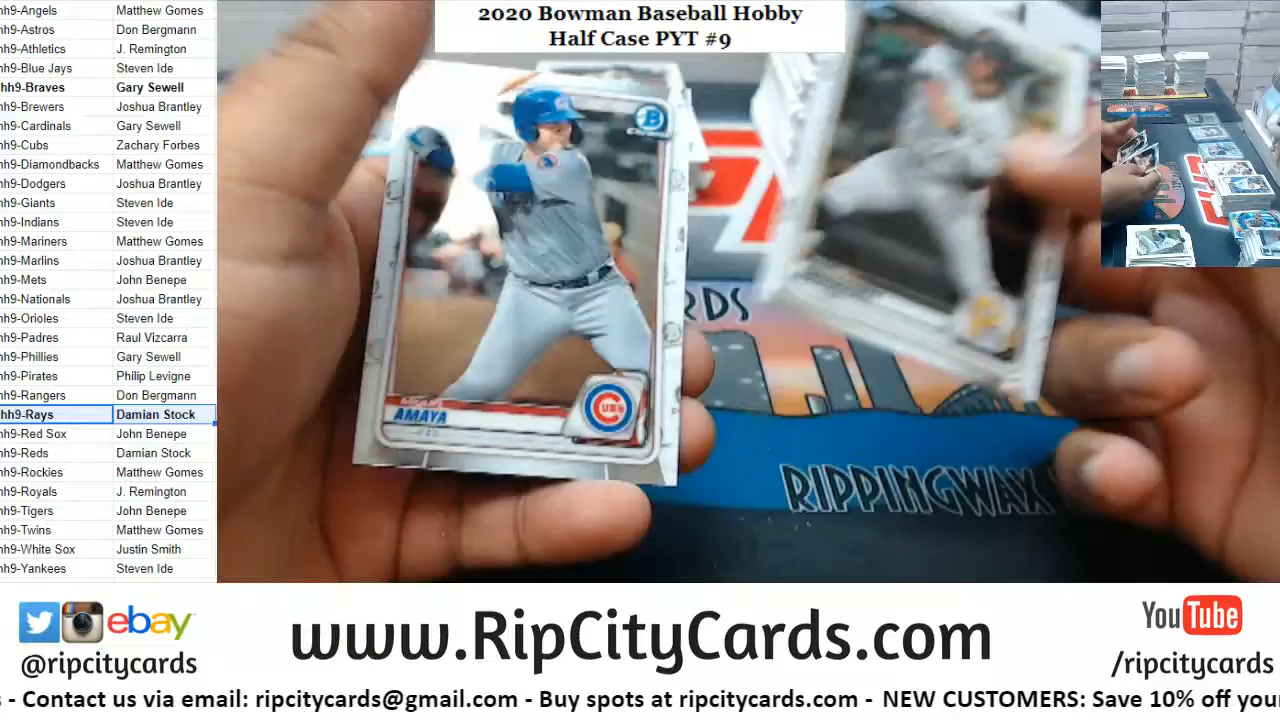 2020 Bowman Baseball Hobby
Half Case PYT #9
hh9-Angels Matthew Gomes
hh9-Astros Don Bergmann
hh9-Athletics J. Remington
hh9-Blue Jays Steven Ide
hh9-Braves Gary Sewell
hh9-Brewers Joshua Brantley
hh9-Cardinals Gary Sewell
hh9-Cubs Zachary Forbes
hh9-Diamondbacks Matthew Gomes
hh9-Dodgers Joshua Brantley
hh9-Giants Steven Ide
hh9-Indians Steven Ide
hh9-Mariners Matthew Gomes
hh9-Marlins Joshua Brantley
hh9-Mets John Benepe
hh9-Nationals Joshua Brantley
hh9-Orioles Steven Ide
hh9-Padres Raul Vizcarra
hh9-Phillies Gary Sewell
hh9-Pirates Philip Levigne
hh9-Rangers Don Bergmann
hh9-Rays Damian Stock
hh9-Red Sox John Benepe
hh9-Reds Damian Stock
hh9-Rockies Matthew Gomes
hh9-Royals J. Remington
hh9-Tigers John Benepe
hh9-Twins Matthew Gomes
hh9-White Sox Justin Smith
hh9-Yankees Steven Ide
B
AMAYA
CUBS
RDS
RIPPINGWAX
ebay
@ripcitycards
www.RipCityCards.com
YouTube
/ripcitycards
s - Contact us via email: ripcitycards@gmail.com - Buy spots at ripcitycards.com - NEW CUSTOMERS: Save 10% off your